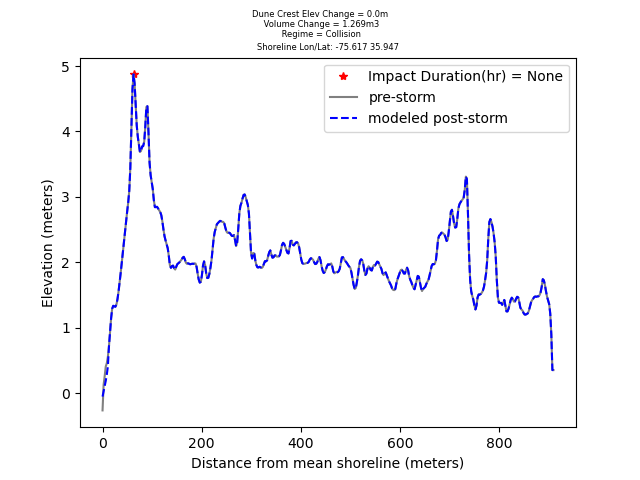 Dune Crest Elev Change = 0.0m
Volume Change = 1.269m3
Regime = Collision
Shoreline Lon/Lat: -75.617 35.947
Impact Duration(hr) = None
pre-storm
modeled post-storm
5
4
3
2
1
0
Elevation (meters)
0 200 400 600 800
Distance from mean shoreline (meters)